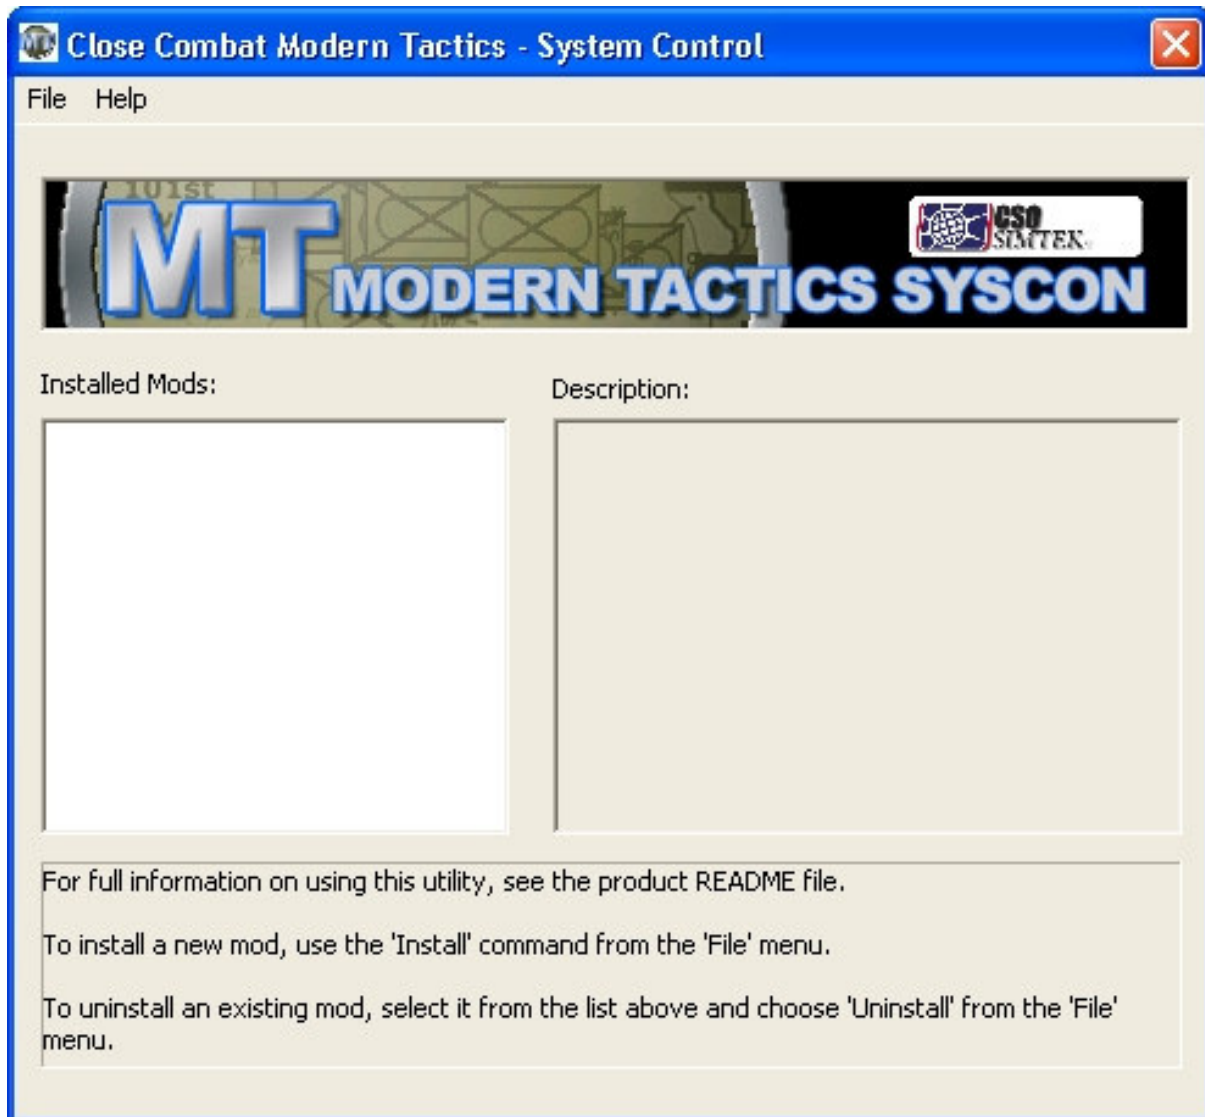 Close Combat Modern Tactics - System Control
File Help
101st
MT MODERN TACTICS SYSCON
CSO
SIMTEK
Installed Mods:
Description:
For full information on using this utility, see the product README file.
To install a new mod, use the 'Install' command from the 'File' menu.
To uninstall an existing mod, select it from the list above and choose 'Uninstall' from the 'File'
menu.